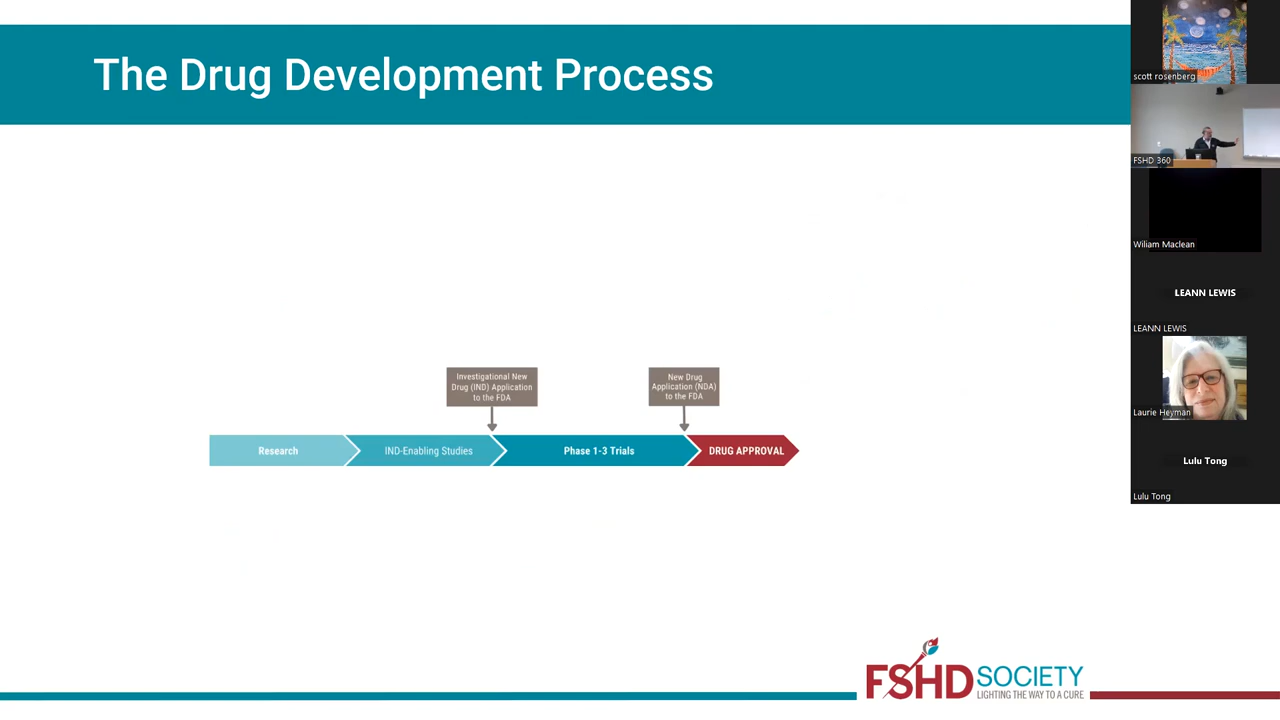 The Drug Development Process
Investigational New
Drug (IND) Application
to the FDA
New Drug
Application (NDA)
to the FDA
Research
IND-Enabling Studies
Phase 1-3 Trials
DRUG APPROVAL
FSHD SOCIETY
LIGHTING THE WAY TO A CURE
scott rosenberg
FSHD 360
Wiliam Maclean
LEANN LEWIS
LEANN LEWIS
Laurie Heyman
Lulu Tong
Lulu Tong